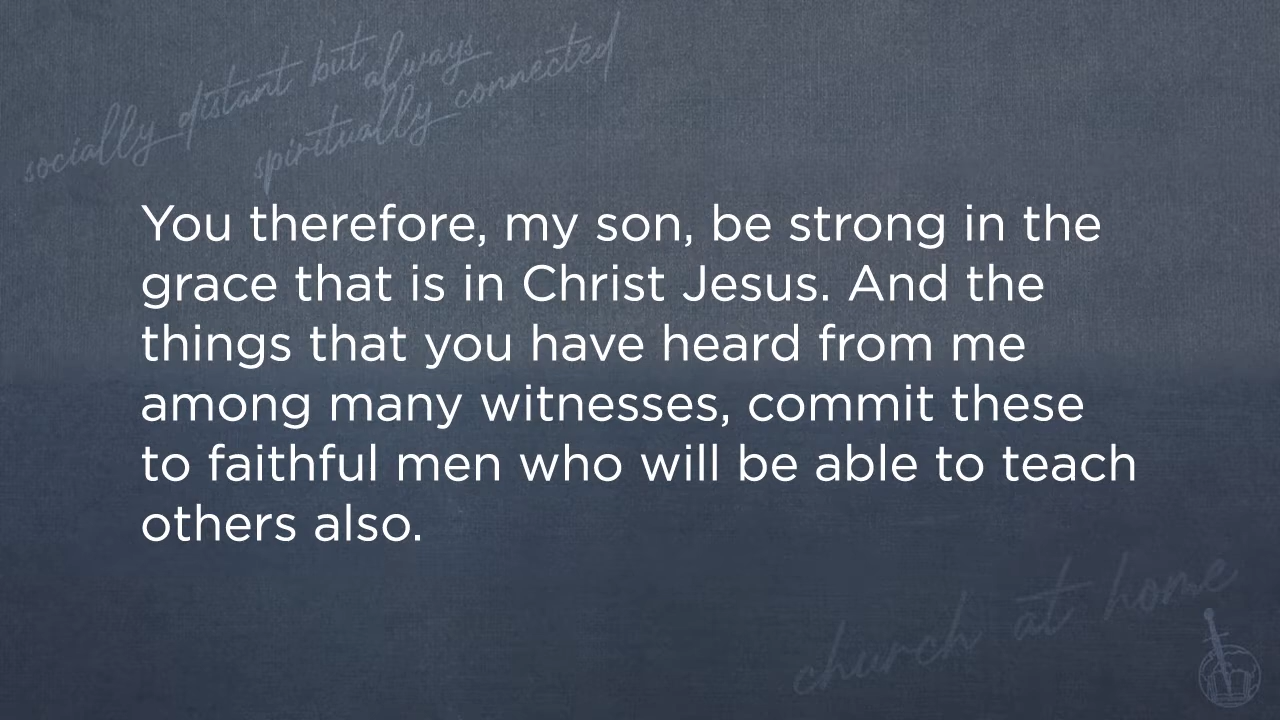 socially distant but always
spiritually connected
You therefore, my son, be strong in the
grace that is in Christ Jesus. And the
things that you have heard from me
among many witnesses, commit these
to faithful men who will be able to teach
others also.
church at home